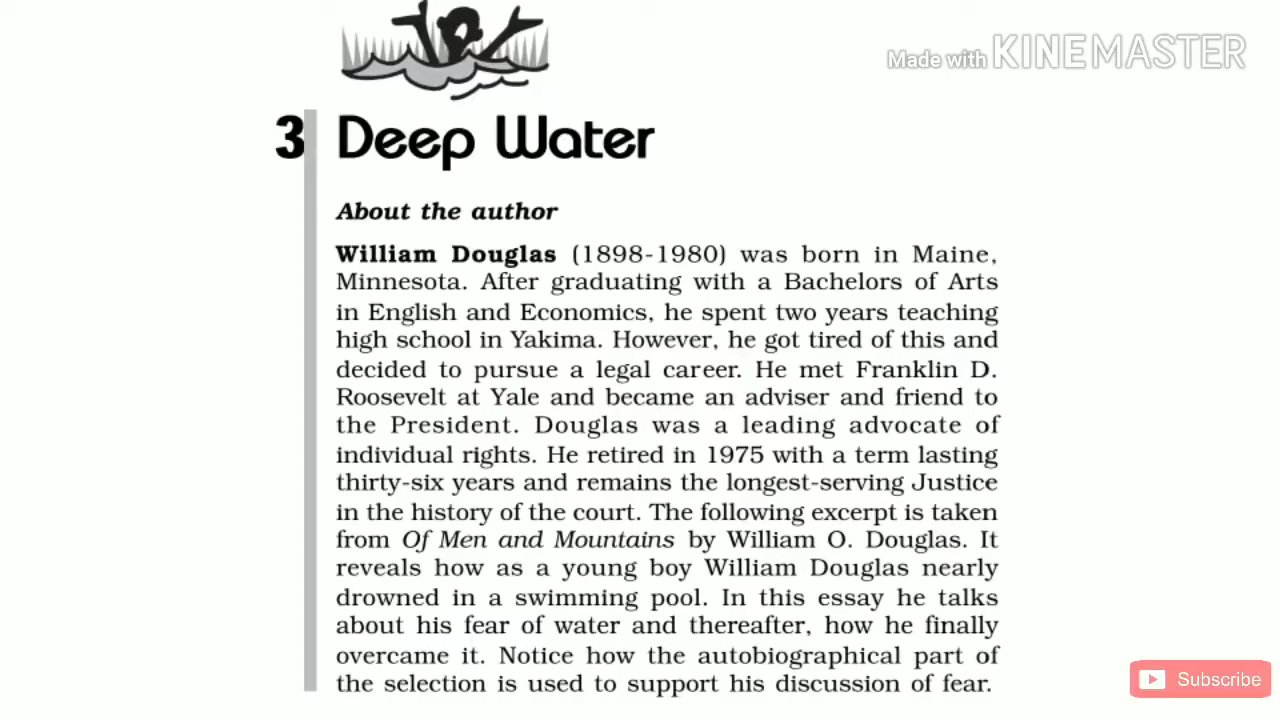 Made with KINEMASTER
3 Deep Water
About the author
William Douglas (1898-1980) was born in Maine,
Minnesota. After graduating with a Bachelors of Arts
in English and Economics, he spent two years teaching
high school in Yakima. However, he got tired of this and
decided to pursue a legal career. He met Franklin D.
Roosevelt at Yale and became an adviser and friend to
the President. Douglas was a leading advocate of
individual rights. He retired in 1975 with a term lasting
thirty-six years and remains the longest-serving Justice
in the history of the court. The following excerpt is taken
from Of Men and Mountains by William O. Douglas. It
reveals how as a young boy William Douglas nearly
drowned in a swimming pool. In this essay he talks
about his fear of water and thereafter, how he finally
overcame it. Notice how the autobiographical part of
the selection is used to support his discussion of fear.
Subscribe